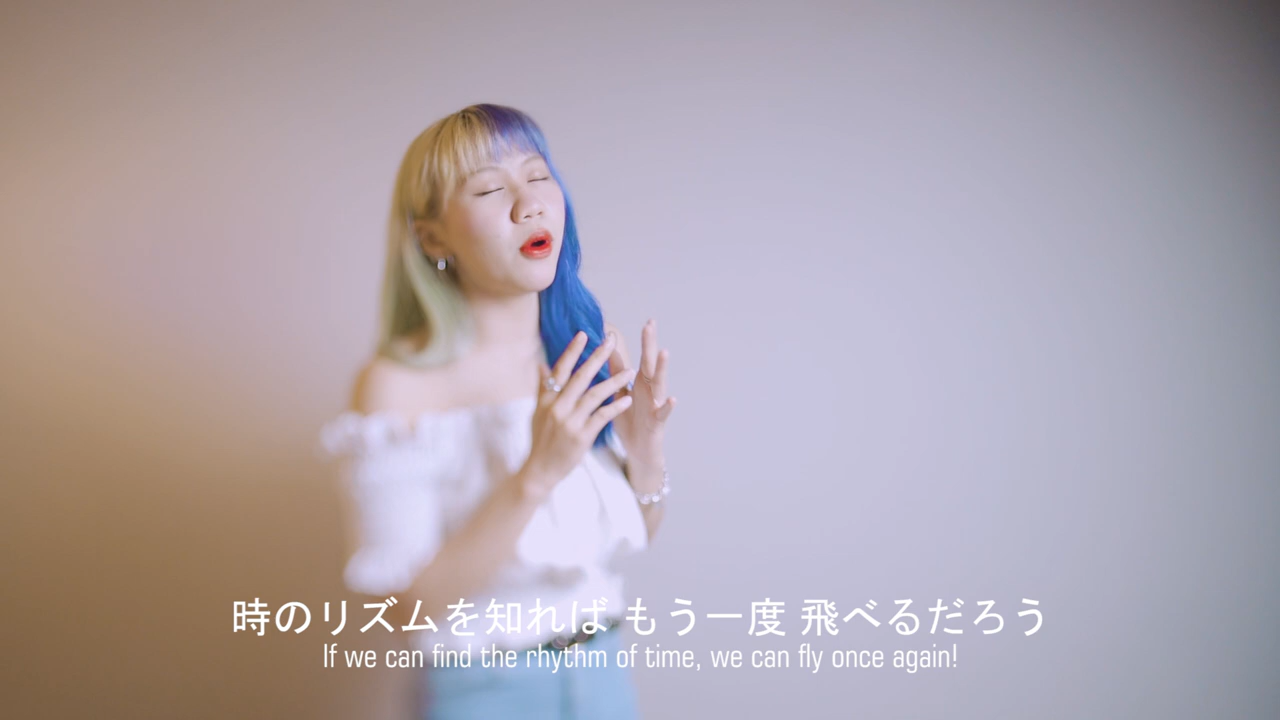 時のリズムを知れば もう一度 飛べるだろう
If we can find the rhythm of time, we can fly once again!